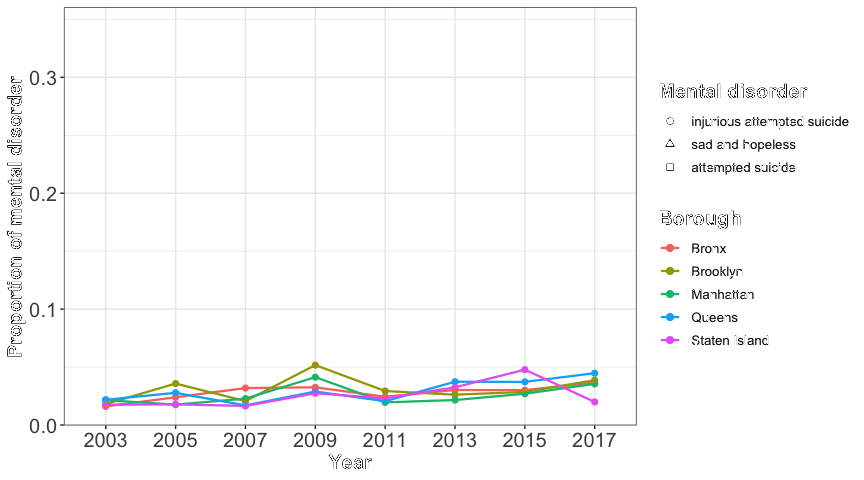 Proportion of mental disorder
0.3
0.2
0.1
0.0
2003 2005 2007 2009 2011 2013 2015 2017
Year
Mental disorder
injurious attempted suicide
sad and hopeless
attempted suicide
Borough
Bronx
Brooklyn
Manhattan
Queens
Staten Island